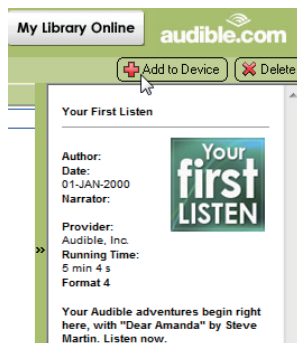 My Library Online
audible.com
Add to Device
Delete
Your First Listen
Author:
Date:
01-JAN-2000
Narrator:
Your
first
LISTEN
Provider:
Audible, Inc.
Running Time:
5 min 4 s
Format 4
»
Your Audible adventures begin right
here, with "Dear Amanda" by Steve
Martin. Listen now.